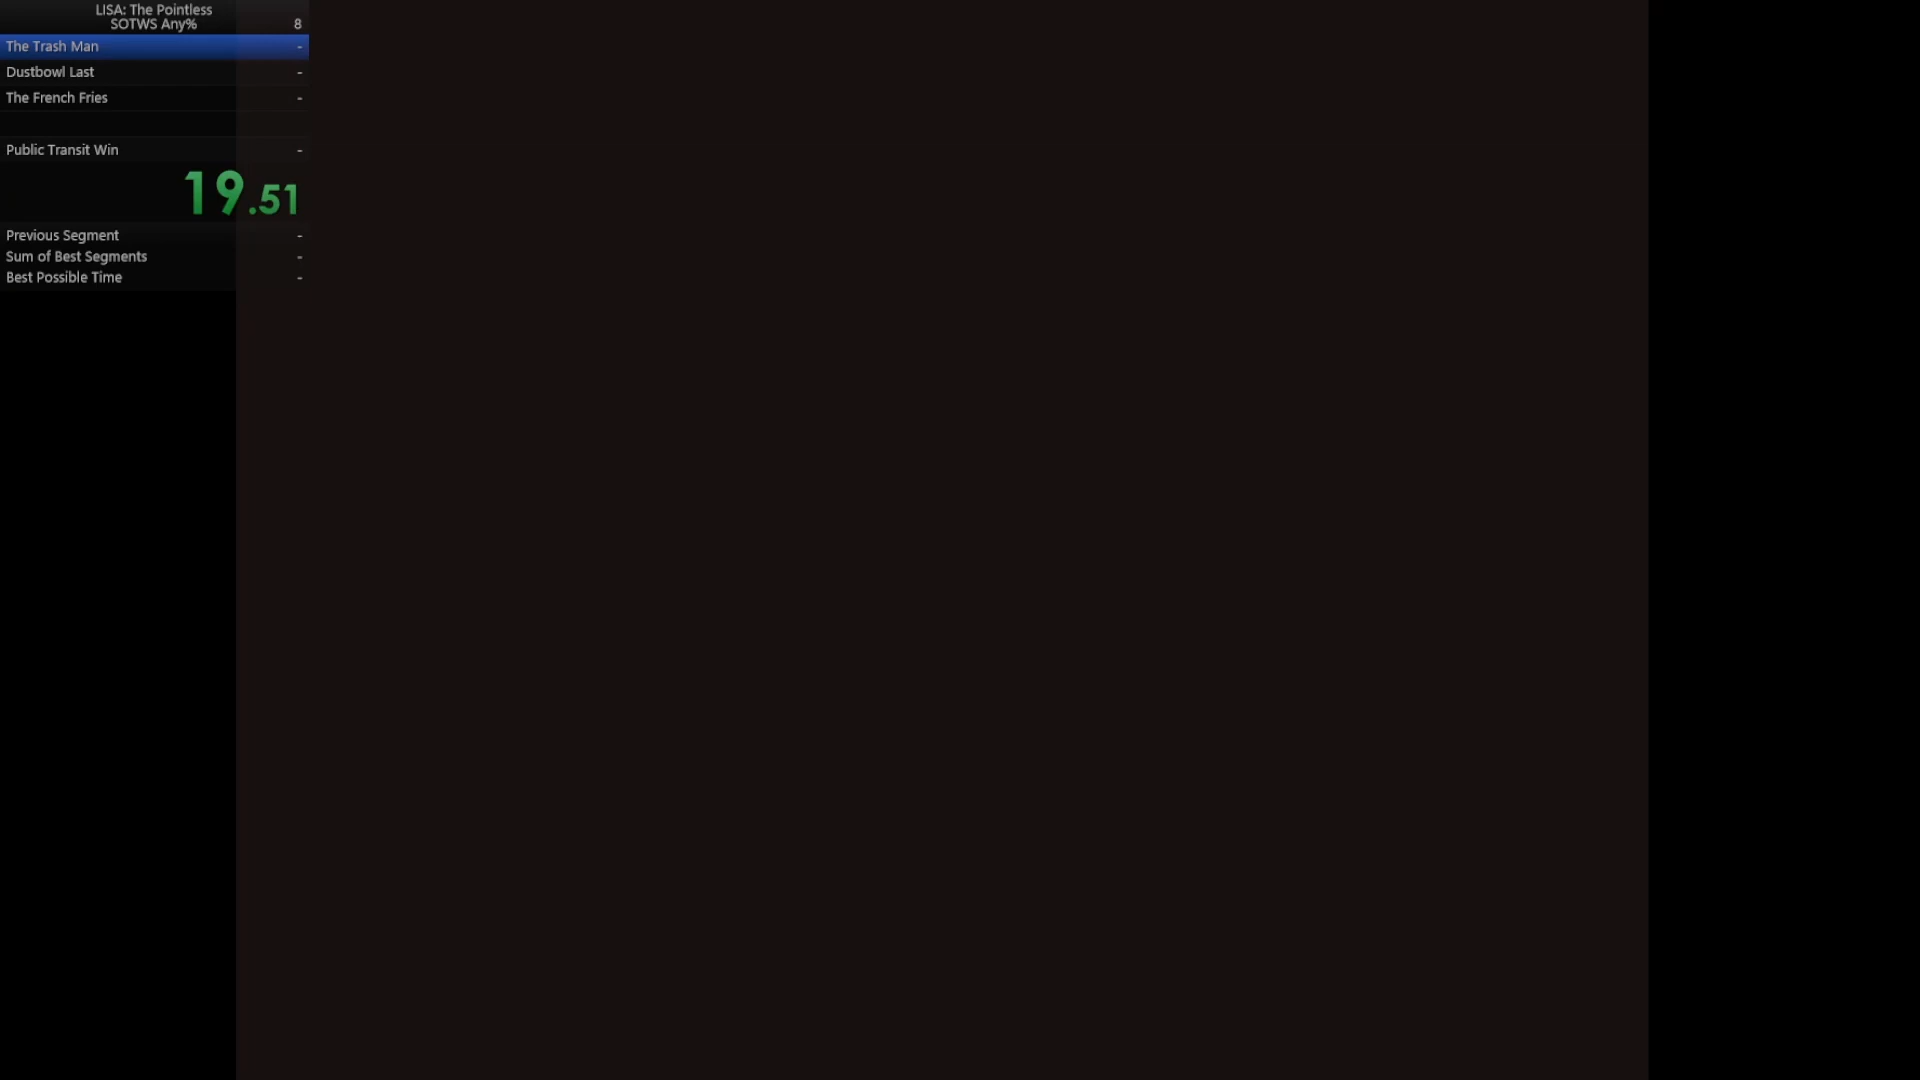 LISA: The Pointless
SOTWS Any% 8
The Trash Man -
Dustbowl Last -
The French Fries -
Public Transit Win -
19.51
Previous Segment -
Sum of Best Segments -
Best Possible Time -